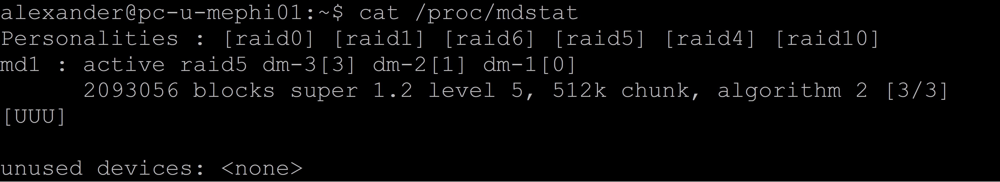 alexander@pc-u-mephi01:~$ cat /proc/mdstat
Personalities : [raid0] [raid1] [raid6] [raid5] [raid4] [raid10]
md1 : active raid5 dm-3[3] dm-2[1] dm-1[0]
      2093056 blocks super 1.2 level 5, 512k chunk, algorithm 2 [3/3]
[UUU]

unused devices: <none>